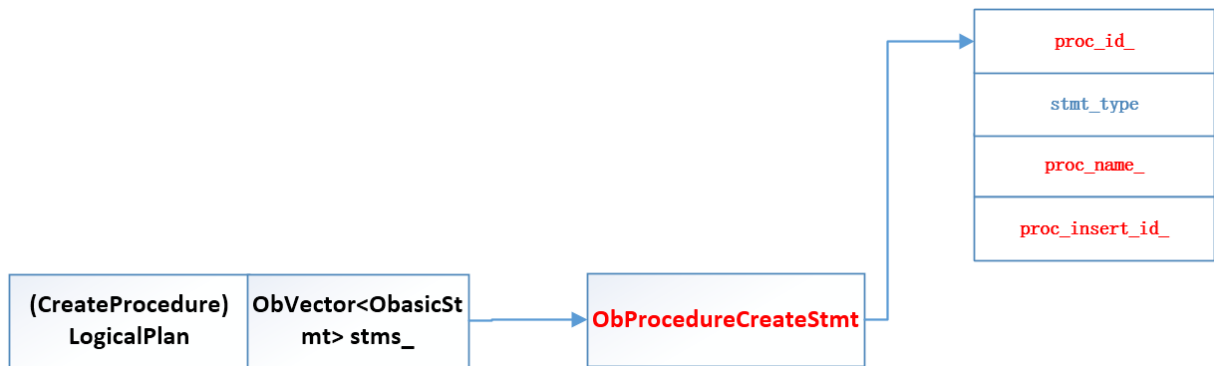 proc_id_
stmt_type
proc_name_
proc_insert_id_
(CreateProcedure)
LogicalPlan
ObVector<ObasicSt
mt> stms_
ObProcedureCreateStmt